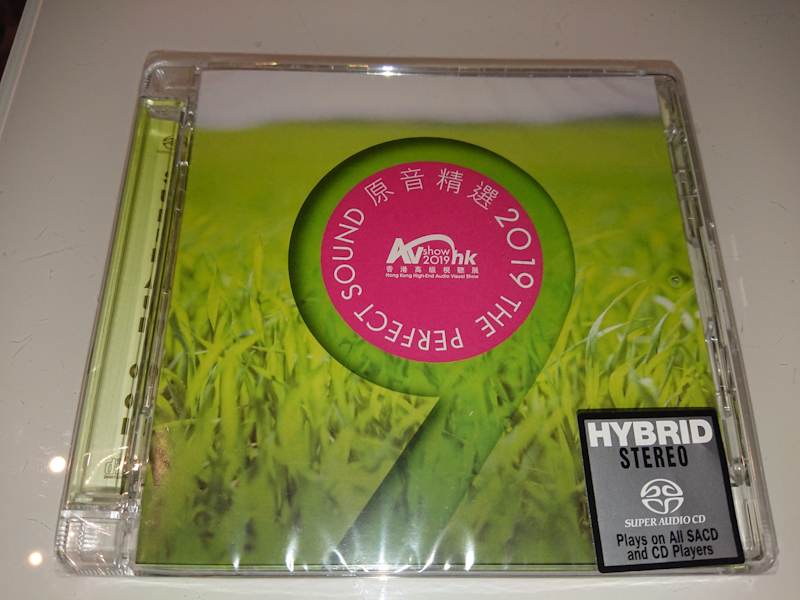 原音精選 2019 THE PERFECT SOUND
AV show 2019 hk
香港高級視聽展
Hong Kong High-End Audio Visual Show
HYBRID
STEREO
SUPER AUDIO CD
Plays on All SACD
and CD Players